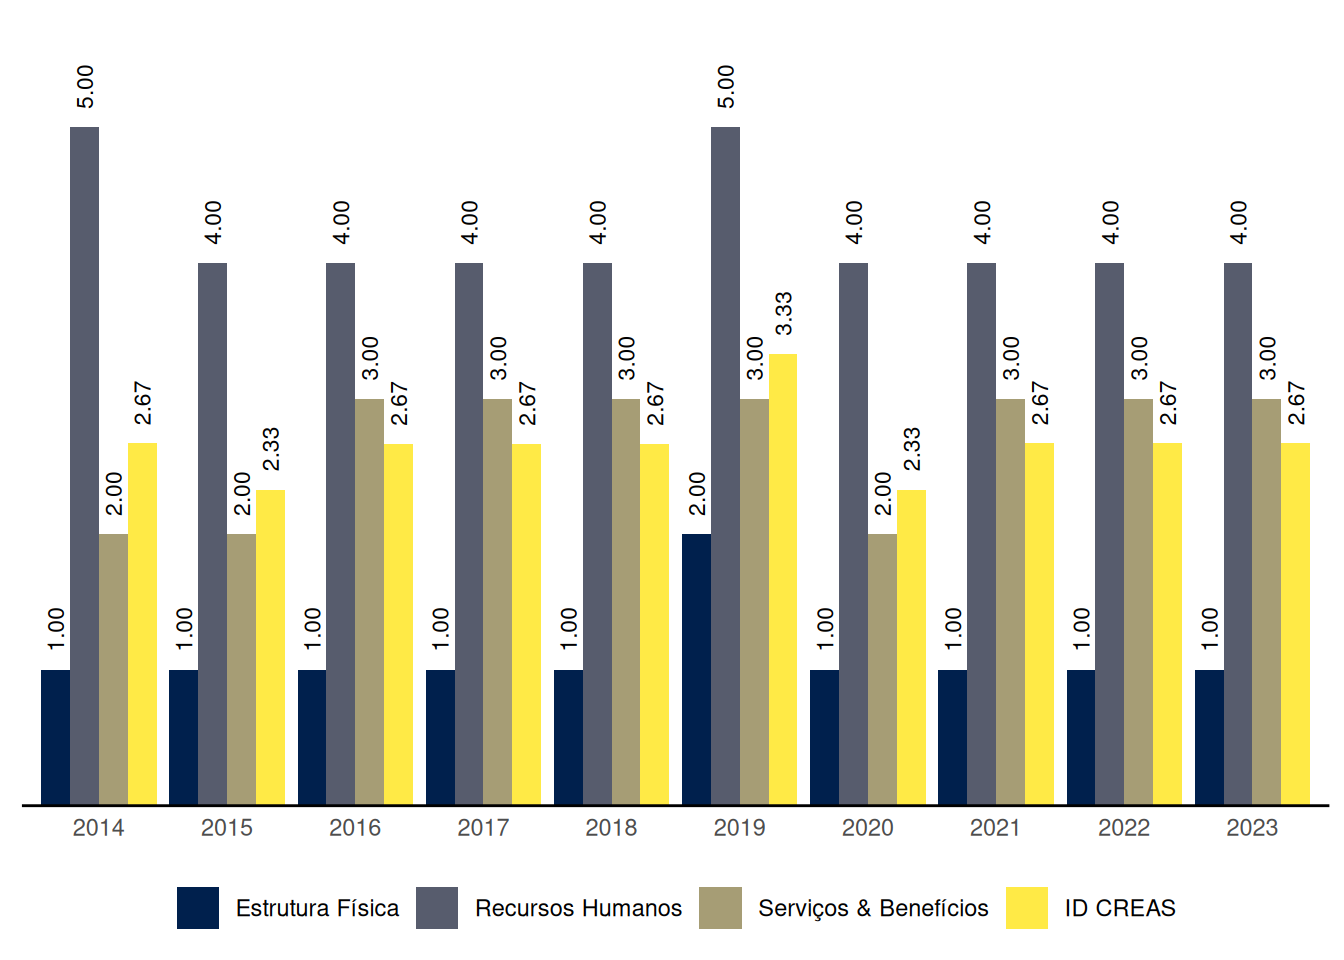 5.00 5.00
4.00 4.00 4.00 4.00 4.00 4.00 4.00 4.00
3.33
3.00 3.00 3.00 3.00 3.00 3.00 3.00
2.67 2.67 2.67 2.67 2.67 2.67 2.67
2.33 2.33
2.00 2.00 2.00 2.00
1.00 1.00 1.00 1.00 1.00 1.00 1.00 1.00 1.00
2014 2015 2016 2017 2018 2019 2020 2021 2022 2023
Estrutura Física Recursos Humanos Serviços & Benefícios ID CREAS